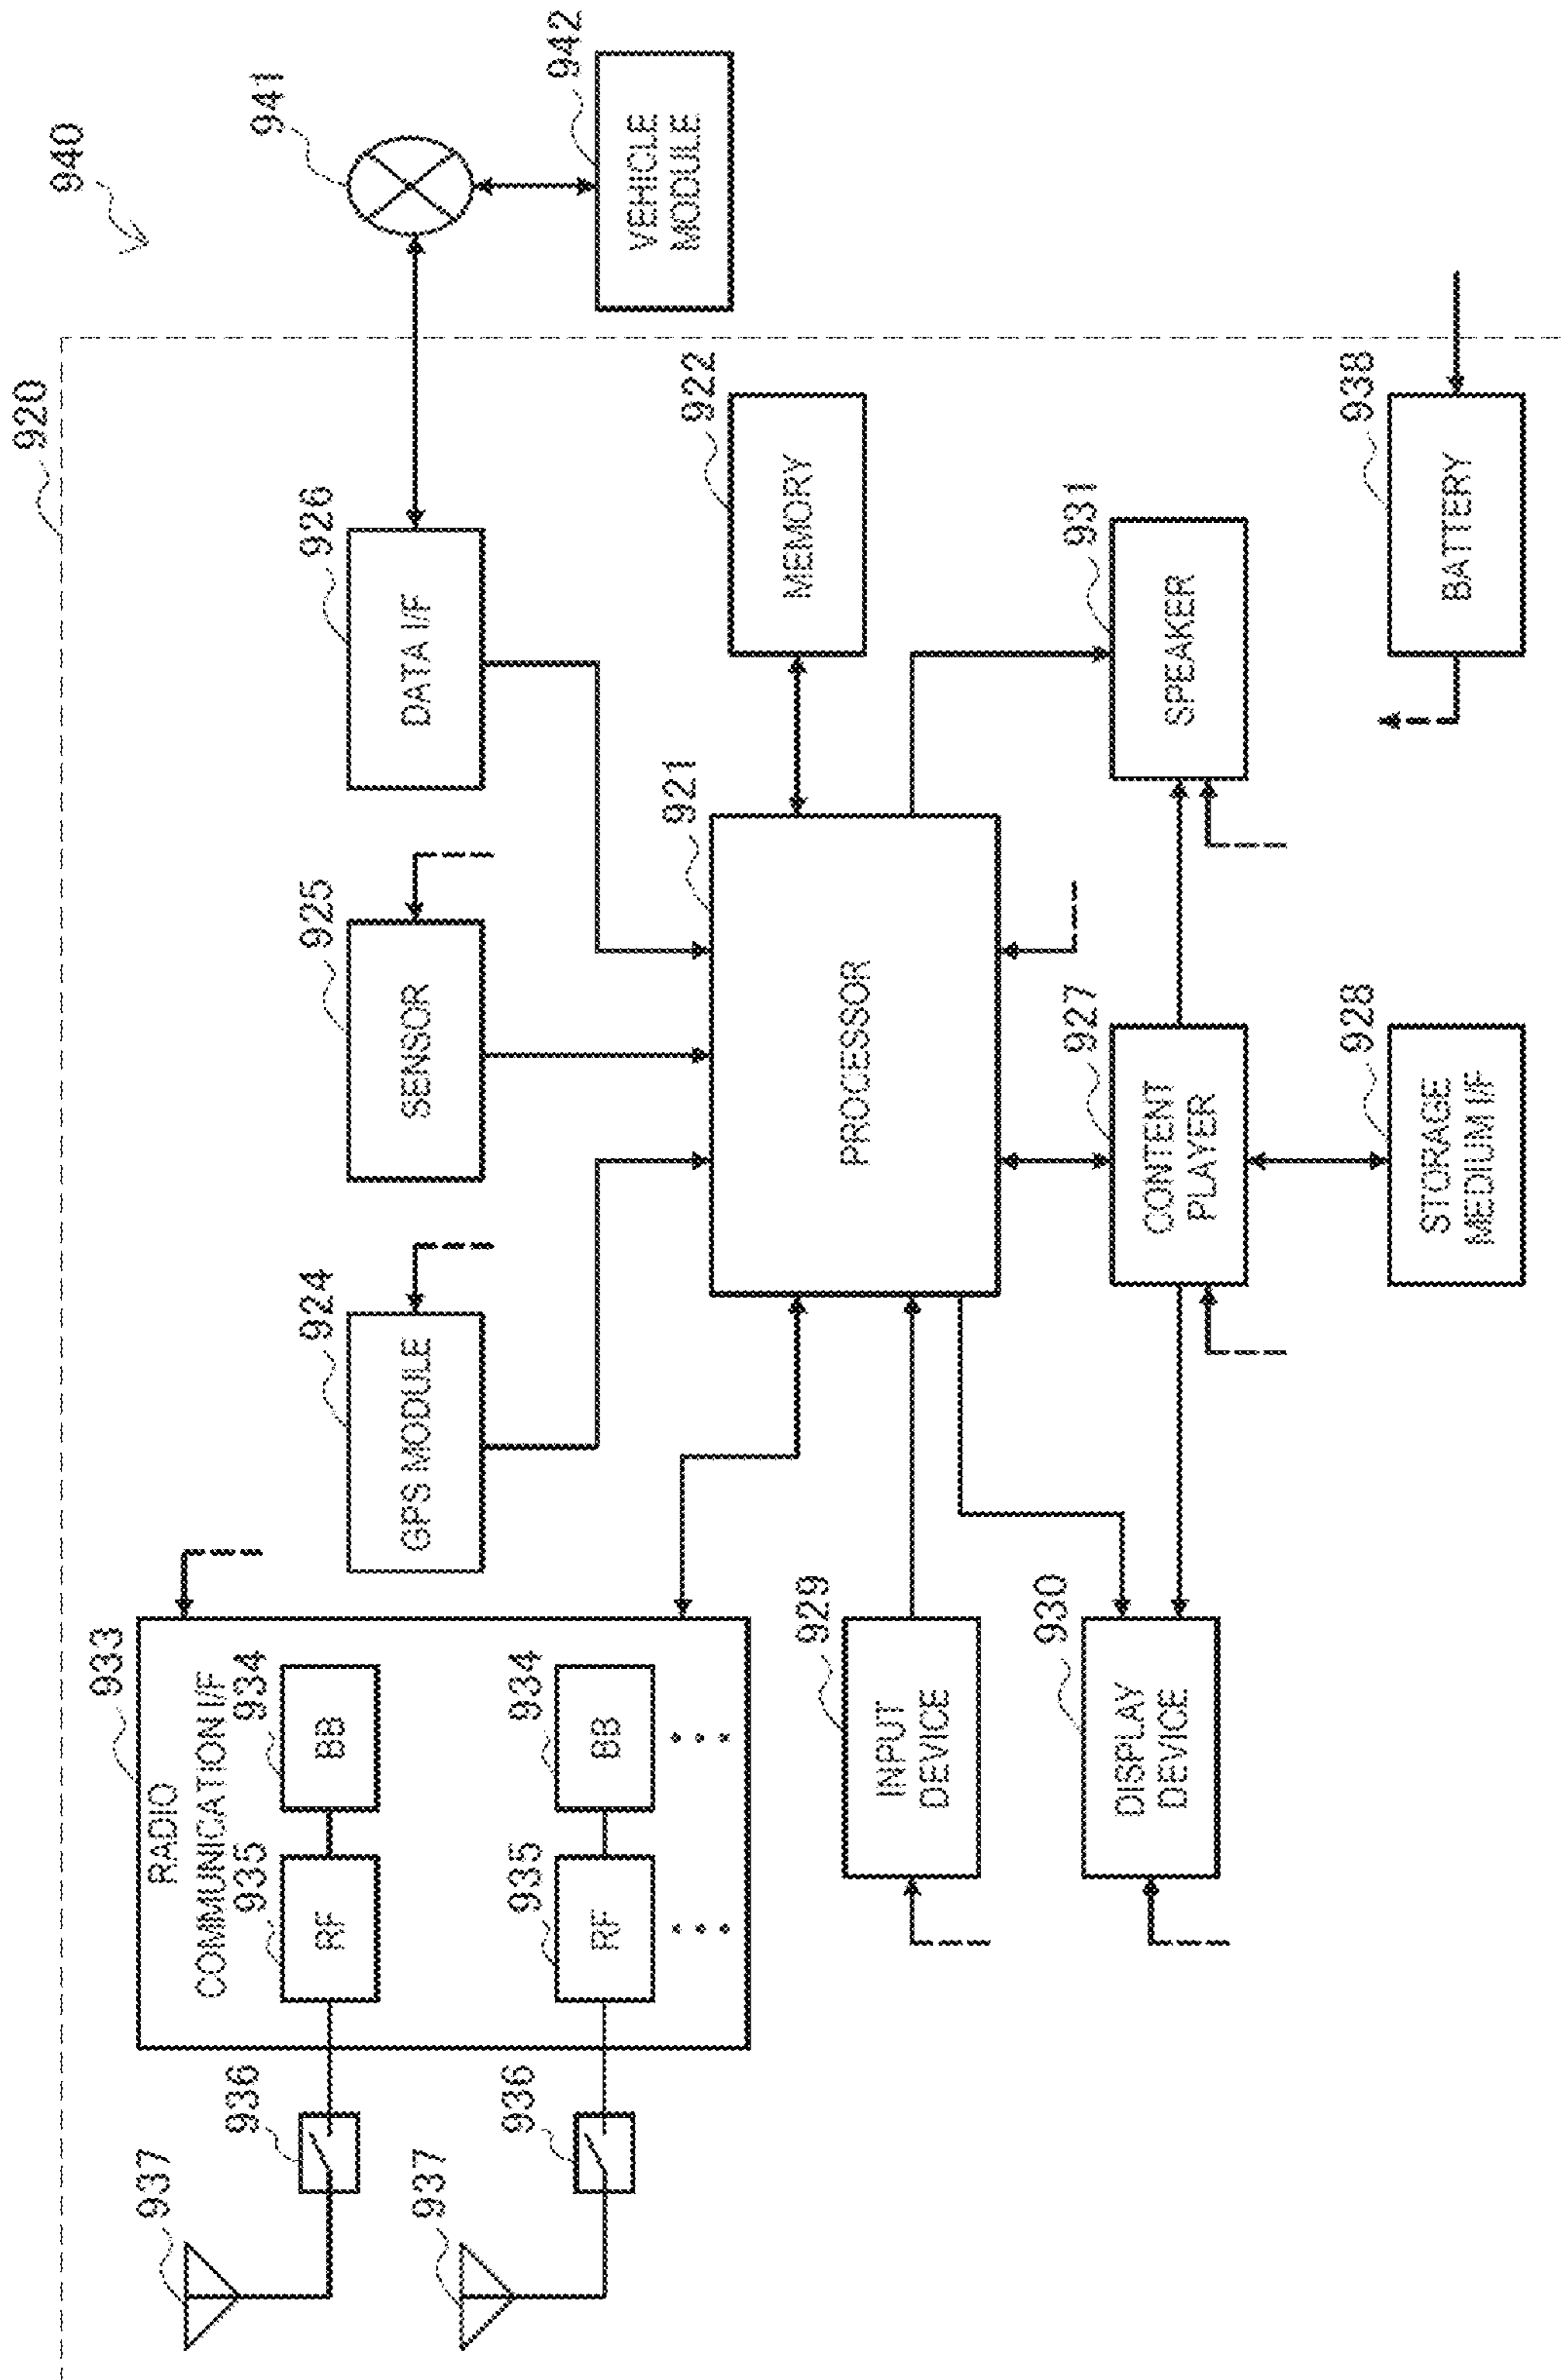 940
920
941
942
VEHICLE
MODULE
933
RADIO
COMMUNICATION I/F
937
936
935
RF
934
BB
937
936
935
RF
934
BB
924
GPS MODULE
925
SENSOR
926
DATA I/F
921
PROCESSOR
922
MEMORY
929
INPUT
DEVICE
930
DISPLAY
DEVICE
927
CONTENT
PLAYER
931
SPEAKER
928
STORAGE
MEDIUM I/F
938
BATTERY